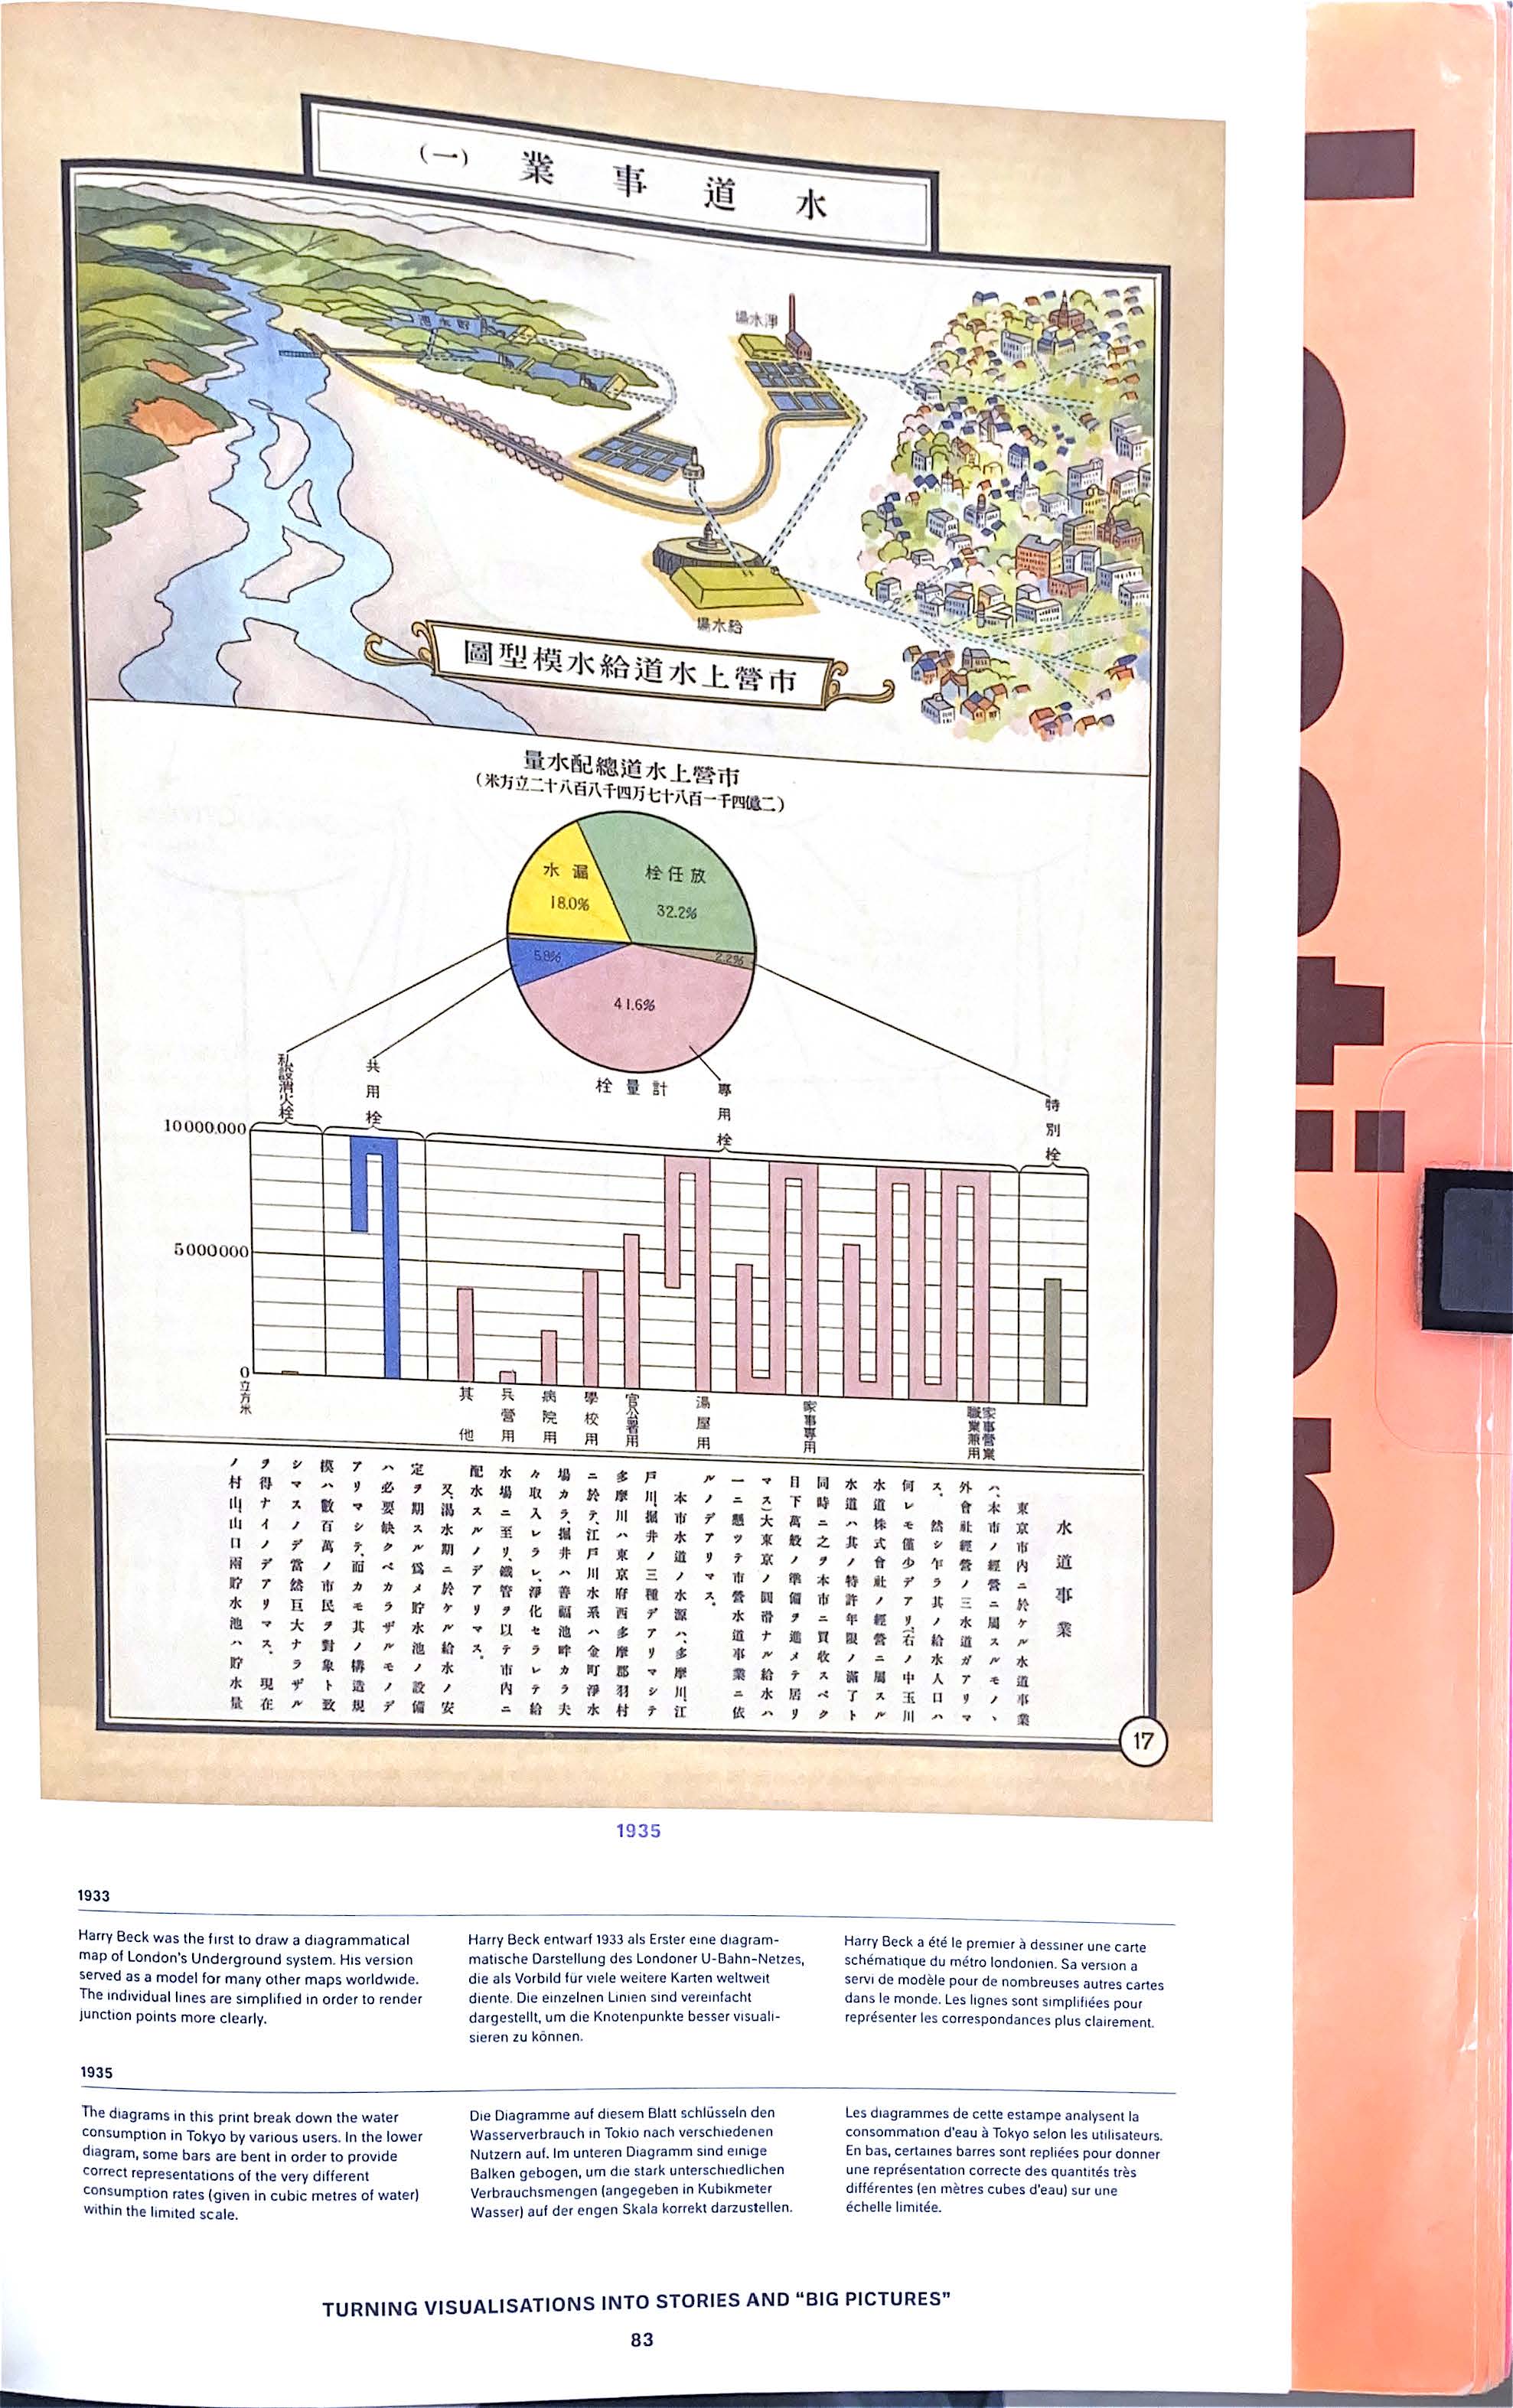 水道事業 (一)
貯水池
淨水場
給水場
市營上水道給水模型圖
市營上水道總配水量
(二億四千一百八十七万四千八百八十二立方米)
漏水
18.0%
放任栓
32.2%
5.8%
2.2%
41.6%
計量栓
私設消火栓
共用栓
專用栓
特別栓
10000000
5000000
0
立方米
其他
兵營用
病院用
學校用
官公署用
湯屋用
家事專用
家事營業
職業兼用
水道事業
東京市內ニ於ケル水道事業
ハ、本市ノ經營ニ屬スルモノヽ
外會社經營ノ三水道ガアリマ
ス、然シ乍ラ其ノ給水人口ハ
何レモ僅少デアリ(右ノ中玉川
水道株式會社ノ經營ニ屬スル
水道ハ其ノ特許年限ノ滿了ト
同時ニ之ヲ本市ニ買收スベク
目下萬般ノ準備ヲ進メテ居リ
マス)大東京ノ圓滑ナル給水ハ
一ニ懸ツテ市營水道事業ニ依
ルノデアリマス。
本市水道ノ水源ハ、多摩川、江
戶川、掘井ノ三種デアリマシテ
多摩川ハ東京府西多摩郡羽村
ニ於テ、江戶川水系ハ金町淨水
場カラ、掘井ハ善福池畔カラ夫
々取入レラレ、淨化セラレテ給
水場ニ至リ、鐵管ヲ以テ市內ニ
配水スルノデアリマス。
又、渴水期ニ於ケル給水ノ安
定ヲ期スル爲メ貯水池ノ設備
ハ必要缺クベカラザルモノデ
アリマシテ、而カモ其ノ構造規
模ハ數百萬ノ市民ヲ對象ト致
シマスノデ當然巨大ナラザル
ヲ得ナイノデアリマス。現在
ノ村山山口兩貯水池ハ貯水量
17
1935
1933
Harry Beck was the first to draw a diagrammatical
map of London's Underground system. His version
served as a model for many other maps worldwide.
The individual lines are simplified in order to render
junction points more clearly.
Harry Beck entwarf 1933 als Erster eine diagram-
matische Darstellung des Londoner U-Bahn-Netzes,
die als Vorbild für viele weitere Karten weltweit
diente. Die einzelnen Linien sind vereinfacht
dargestellt, um die Knotenpunkte besser visuali-
sieren zu können.
Harry Beck a été le premier à dessiner une carte
schématique du métro londonien. Sa version a
servi de modèle pour de nombreuses autres cartes
dans le monde. Les lignes sont simplifiées pour
représenter les correspondances plus clairement.
1935
The diagrams in this print break down the water
consumption in Tokyo by various users. In the lower
diagram, some bars are bent in order to provide
correct representations of the very different
consumption rates (given in cubic metres of water)
within the limited scale.
Die Diagramme auf diesem Blatt schlüsseln den
Wasserverbrauch in Tokio nach verschiedenen
Nutzern auf. Im unteren Diagramm sind einige
Balken gebogen, um die stark unterschiedlichen
Verbrauchsmengen (angegeben in Kubikmeter
Wasser) auf der engen Skala korrekt darzustellen.
Les diagrammes de cette estampe analysent la
consommation d'eau à Tokyo selon les utilisateurs.
En bas, certaines barres sont repliées pour donner
une représentation correcte des quantités très
différentes (en mètres cubes d'eau) sur une
échelle limitée.
TURNING VISUALISATIONS INTO STORIES AND “BIG PICTURES”
83